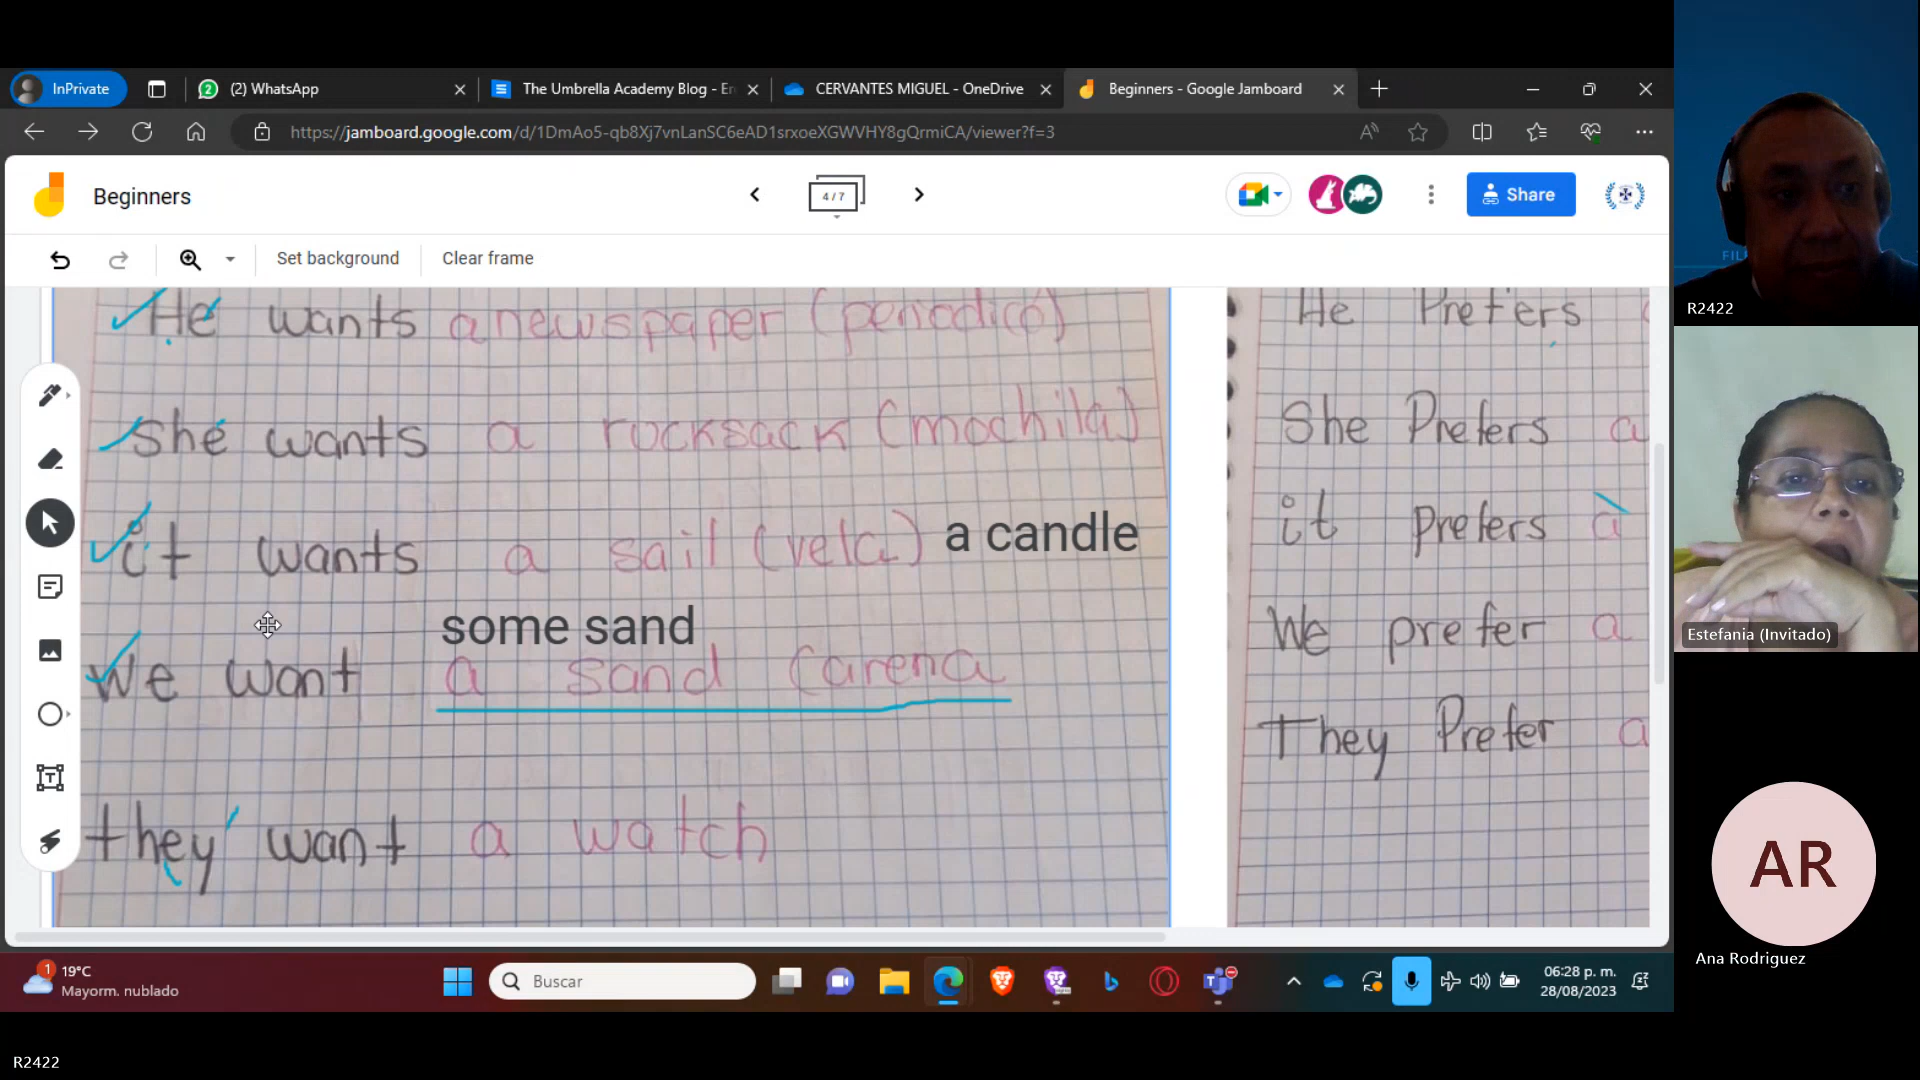 InPrivate
(2) WhatsApp
The Umbrella Academy Blog - En
CERVANTES MIGUEL - OneDrive
Beginners - Google Jamboard
https://jamboard.google.com/d/1DmAo5-qb8Xj7vnLanSC6eAD1srxoeXGWVHY8gQrmiCA/viewer?f=3
Beginners
4 / 7
Share
Set background
Clear frame
He wants a newspaper (periodico)
She wants a rucksack (mochila)
it wants a sail (vela) a candle
some sand
We want a sand (arena
they want a watch
He Prefers
She Prefers a
it prefers a
We prefer a
They Prefer a
R2422
Estefania (Invitado)
AR
Ana Rodriguez
1
19°C
Mayorm. nublado
Buscar
06:28 p. m.
28/08/2023
R2422